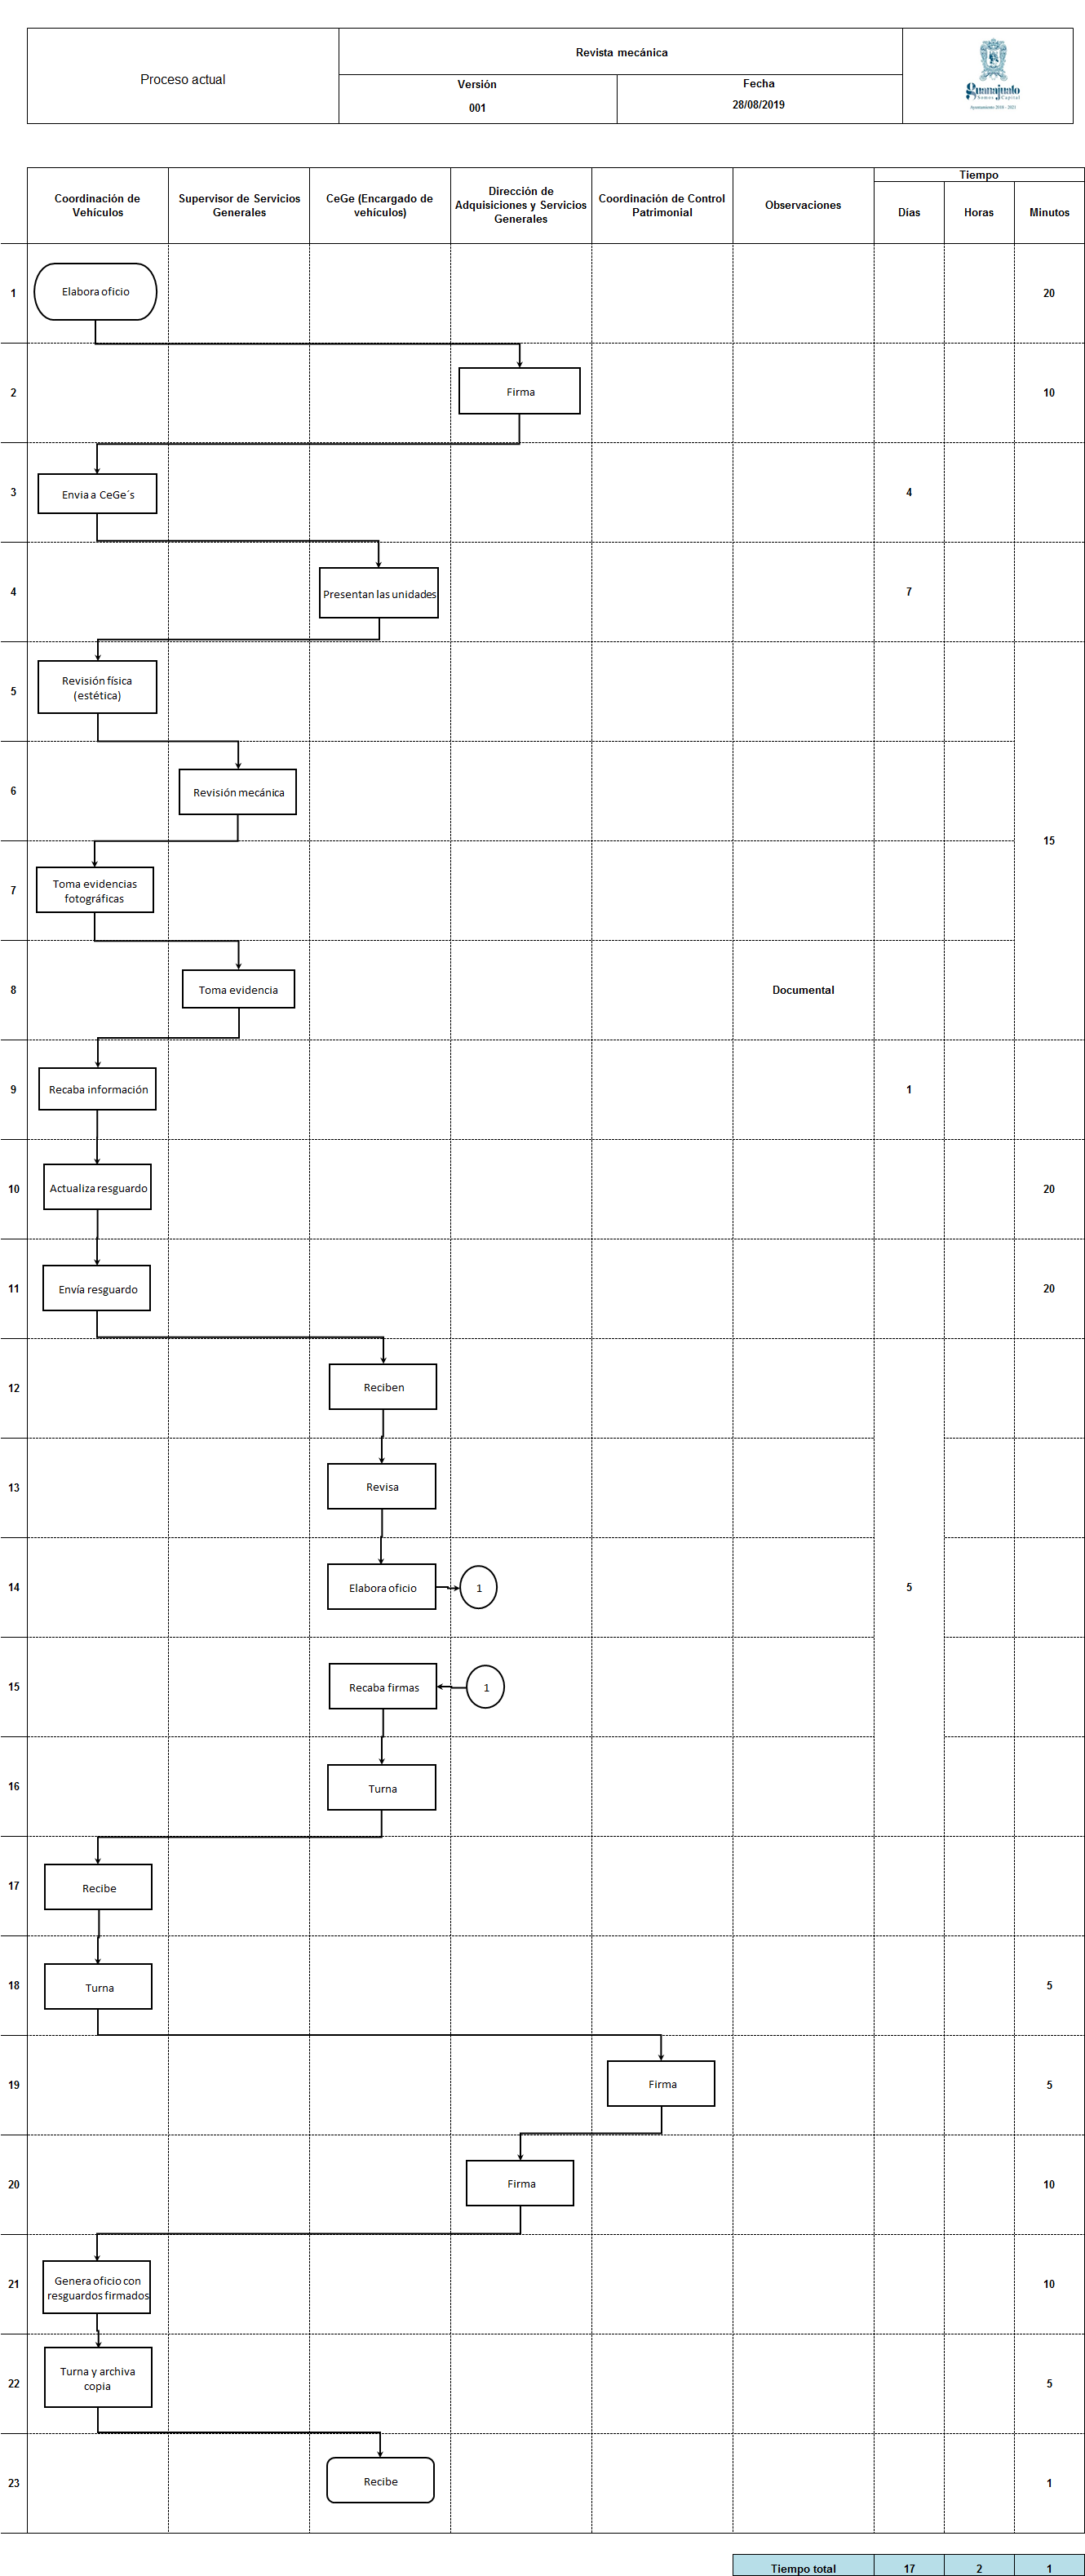 Proceso actual
Revista mecánica
Versión
001
Fecha
28/08/2019
Guanajuato
Somos Capital
Ayuntamiento 2018 - 2021
Coordinación de
Vehículos
Supervisor de Servicios
Generales
CeGe (Encargado de
vehículos)
Dirección de
Adquisiciones y Servicios
Generales
Coordinación de Control
Patrimonial
Observaciones
Tiempo
Días
Horas
Minutos
1
Elabora oficio
20
2
Firma
10
3
Envia a CeGe´s
4
4
Presentan las unidades
7
5
Revisión física
(estética)
6
Revisión mecánica
15
7
Toma evidencias
fotográficas
8
Toma evidencia
Documental
9
Recaba información
1
10
Actualiza resguardo
20
11
Envía resguardo
20
12
Reciben
13
Revisa
14
Elabora oficio
1
5
15
Recaba firmas
1
16
Turna
17
Recibe
18
Turna
5
19
Firma
5
20
Firma
10
21
Genera oficio con
resguardos firmados
10
22
Turna y archiva
copia
5
23
Recibe
1
Tiempo total
17
2
1